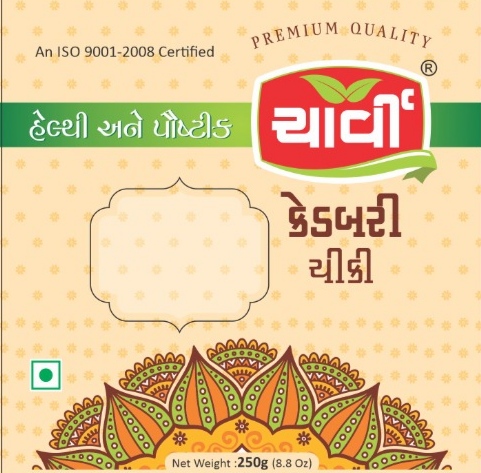 An ISO 9001-2008 Certified
PREMIUM QUALITY
®
ચાર્વી
હેલ્થી અને પૌષ્ટીક
ક્રેડબરી
ચીક્રી
Net Weight :250g (8.8 Oz)